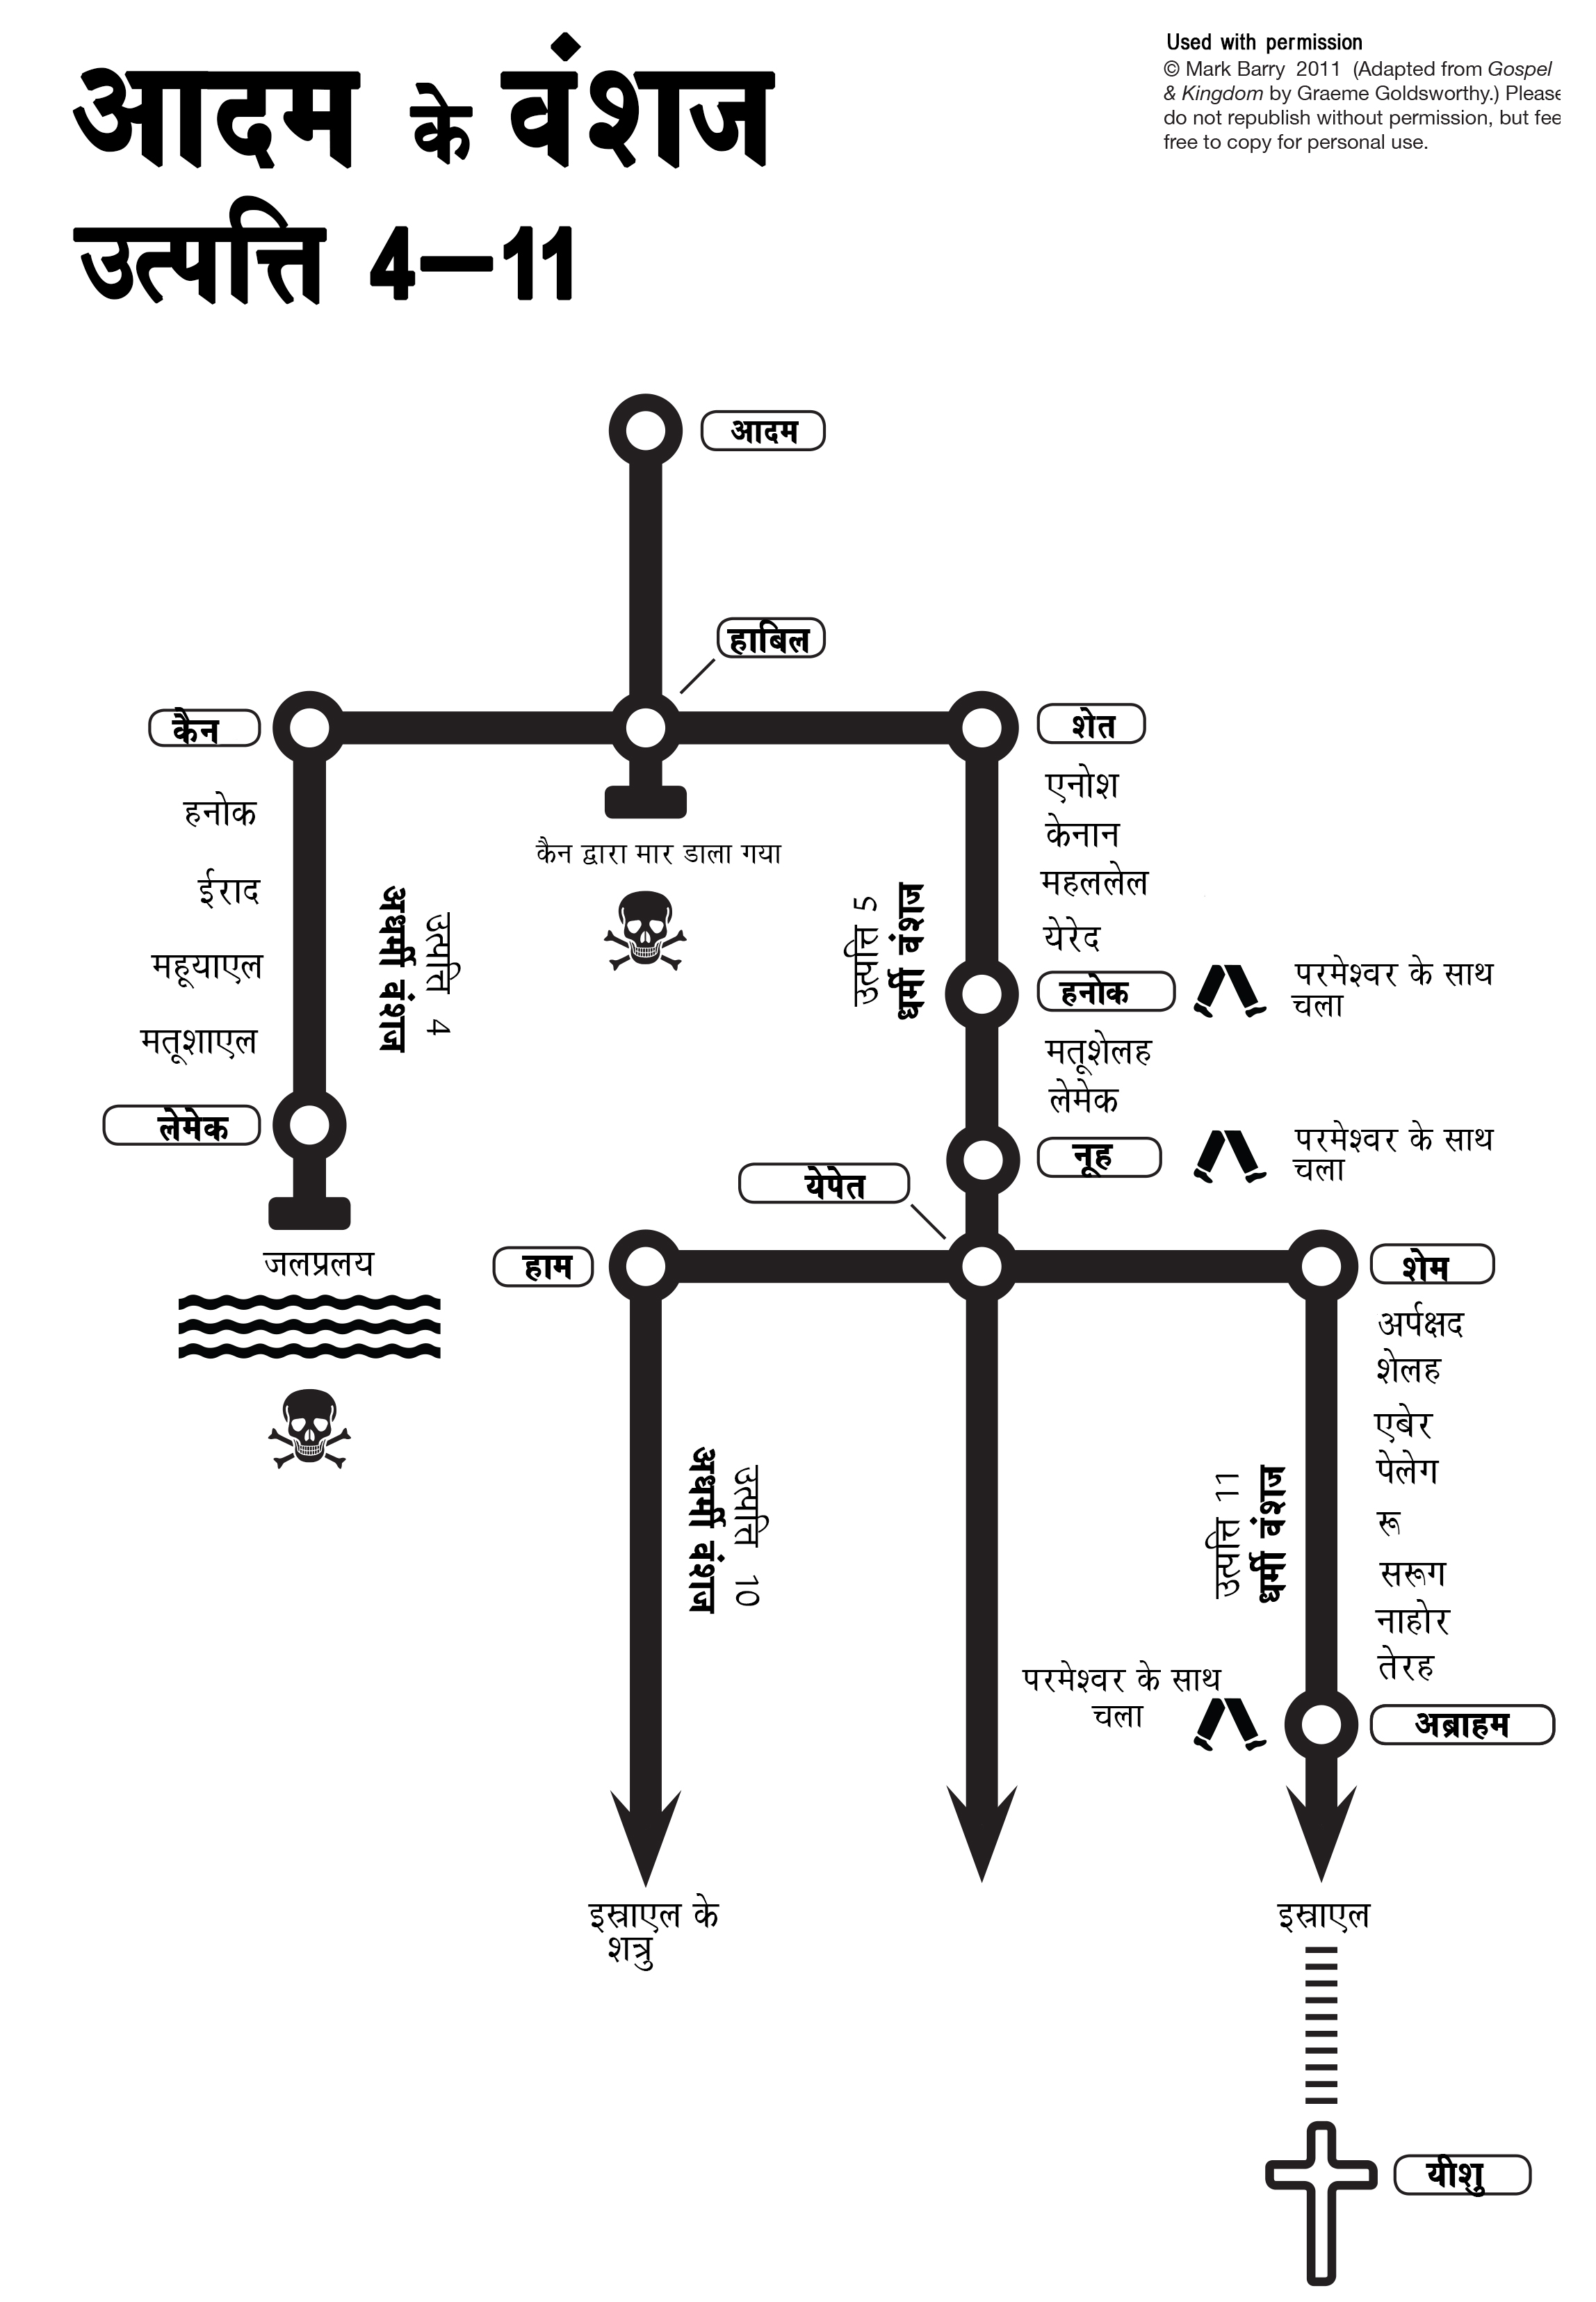 आदम के वंशज
उत्पत्ति 4—11
Used with permission
© Mark Barry 2011 (Adapted from Gospel
& Kingdom by Graeme Goldsworthy.) Please
do not republish without permission, but fee
free to copy for personal use.
आदम
हाबिल
कैन
शेत
हनोक
ईराद
महूयाएल
मतूशाएल
लेमेक
उत्पत्ति 4
अधर्मी वंशज
जलप्रलय
कैन द्वारा मार डाला गया
उत्पत्ति 5
धर्मी वंशज
एनोश
केनान
महललेल
येरेद
हनोक
परमेश्वर के साथ
चला
मतूशेलह
लेमेक
नूह
परमेश्वर के साथ
चला
येपेत
हाम
शेम
उत्पत्ति 10
अधर्मी वंशज
उत्पत्ति 11
धर्मी वंशज
अर्पक्षद
शेलह
एबेर
पेलेग
रू
सरूग
नाहोर
तेरह
परमेश्वर के साथ
चला
अब्राहम
इस्राएल के
शत्रु
इस्राएल
यीशु